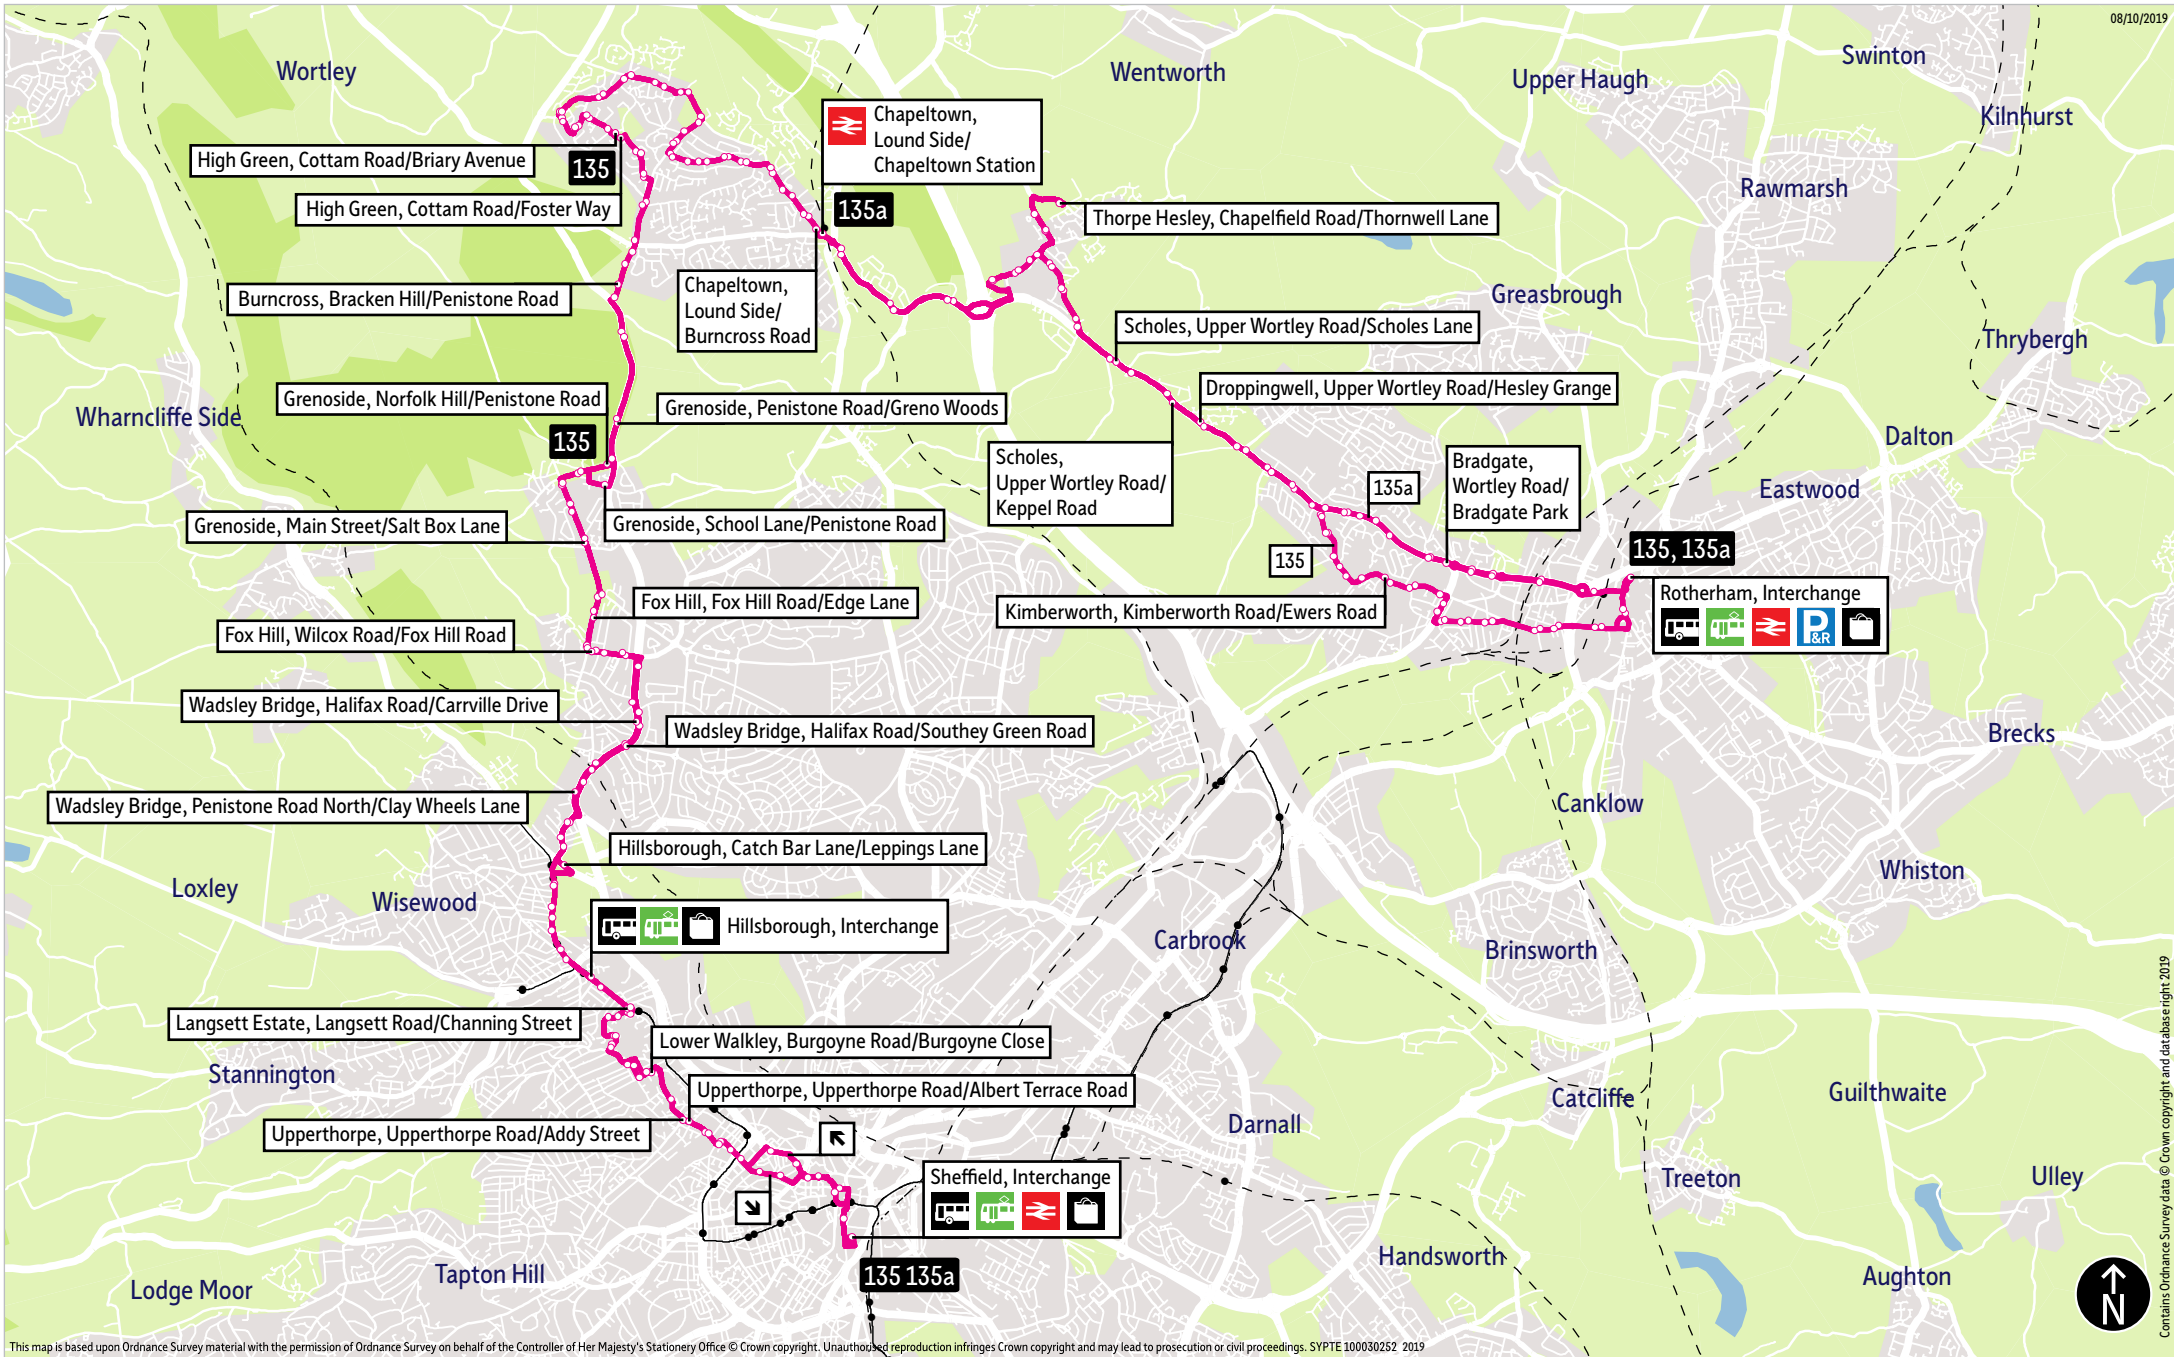 08/10/2019
Swinton
Wortley
Wentworth
Upper Haugh
Kilnhurst
Chapeltown,
Lound Side/
Chapeltown Station
High Green, Cottam Road/Briary Avenue
135
Rawmarsh
High Green, Cottam Road/Foster Way
135a
Thorpe Hesley, Chapelfield Road/Thornwell Lane
Burncross, Bracken Hill/Penistone Road
Chapeltown,
Lound Side/
Burncross Road
Greasbrough
Scholes, Upper Wortley Road/Scholes Lane
Thrybergh
Grenoside, Norfolk Hill/Penistone Road
Droppingwell, Upper Wortley Road/Hesley Grange
Wharncliffe Side
Grenoside, Penistone Road/Greno Woods
135
Dalton
Scholes,
Upper Wortley Road/
Keppel Road
Bradgate,
Wortley Road/
Bradgate Park
135a
Eastwood
Grenoside, Main Street/Salt Box Lane
Grenoside, School Lane/Penistone Road
135
135, 135a
Rotherham, Interchange
P&R
Fox Hill, Fox Hill Road/Edge Lane
Kimberworth, Kimberworth Road/Ewers Road
Fox Hill, Wilcox Road/Fox Hill Road
Wadsley Bridge, Halifax Road/Carrville Drive
Wadsley Bridge, Halifax Road/Southey Green Road
Brecks
Wadsley Bridge, Penistone Road North/Clay Wheels Lane
Canklow
Hillsborough, Catch Bar Lane/Leppings Lane
Whiston
Loxley
Wisewood
Hillsborough, Interchange
Carbrook
Brinsworth
Langsett Estate, Langsett Road/Channing Street
Lower Walkley, Burgoyne Road/Burgoyne Close
Stannington
Upperthorpe, Upperthorpe Road/Albert Terrace Road
Catcliffe
Guilthwaite
Darnall
Upperthorpe, Upperthorpe Road/Addy Street
Sheffield, Interchange
Treeton
Ulley
135 135a
Handsworth
Tapton Hill
Lodge Moor
Aughton
N
Contains Ordnance Survey data © Crown copyright and database right 2019
This map is based upon Ordnance Survey material with the permission of Ordnance Survey on behalf of the Controller of Her Majesty's Stationery Office © Crown copyright. Unauthorised reproduction infringes Crown copyright and may lead to prosecution or civil proceedings. SYPTE 100030252 2019